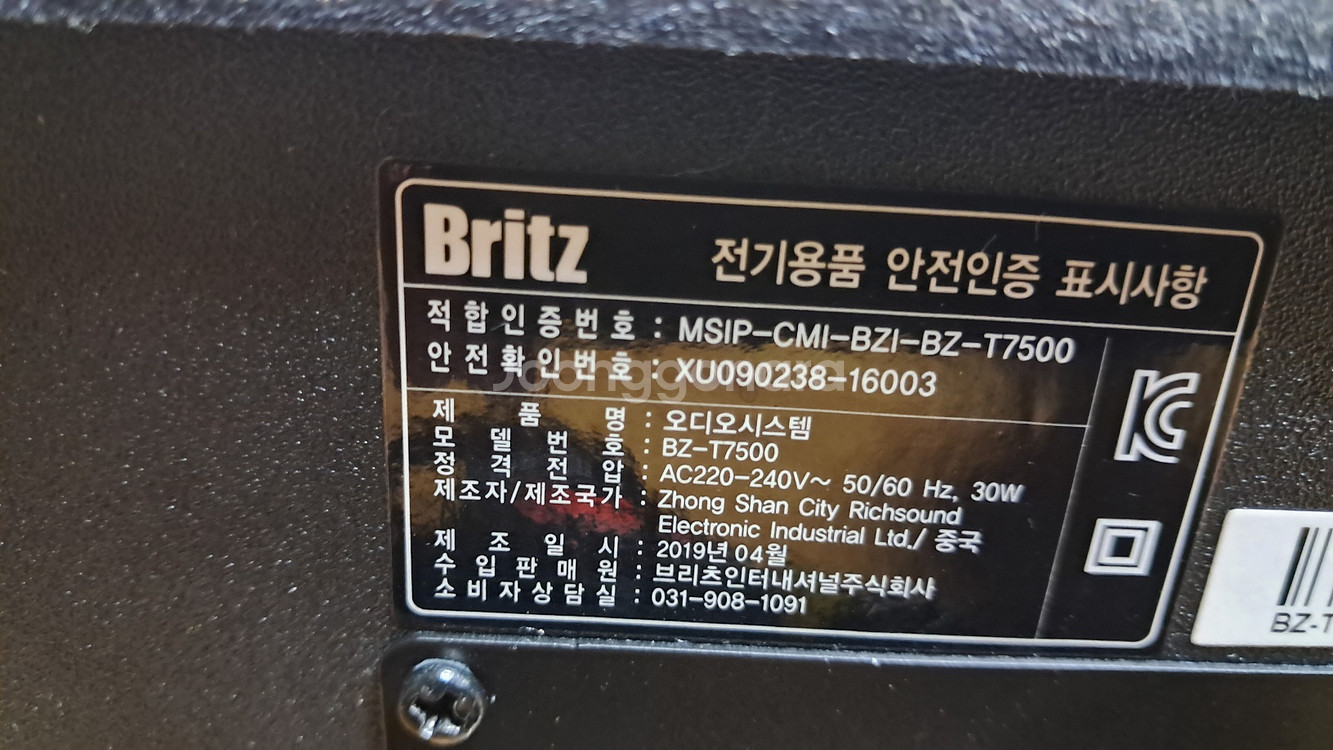 Britz
전기용품 안전인증 표시사항
적합인증번호 : MSIP-CMI-BZI-BZ-T7500
안전확인번호 : XU090238-16003
제품명 : 오디오시스템
모델번호 : BZ-T7500
정격전압 : AC220-240V~ 50/60 Hz, 30W
제조자/제조국가 : Zhong Shan City Richsound
Electronic Industrial Ltd./ 중국
제조일시 : 2019년 04월
수입판매원 : 브리츠인터내셔널주식회사
소비자상담실 : 031-908-1091
BZ-T
Joonggonara